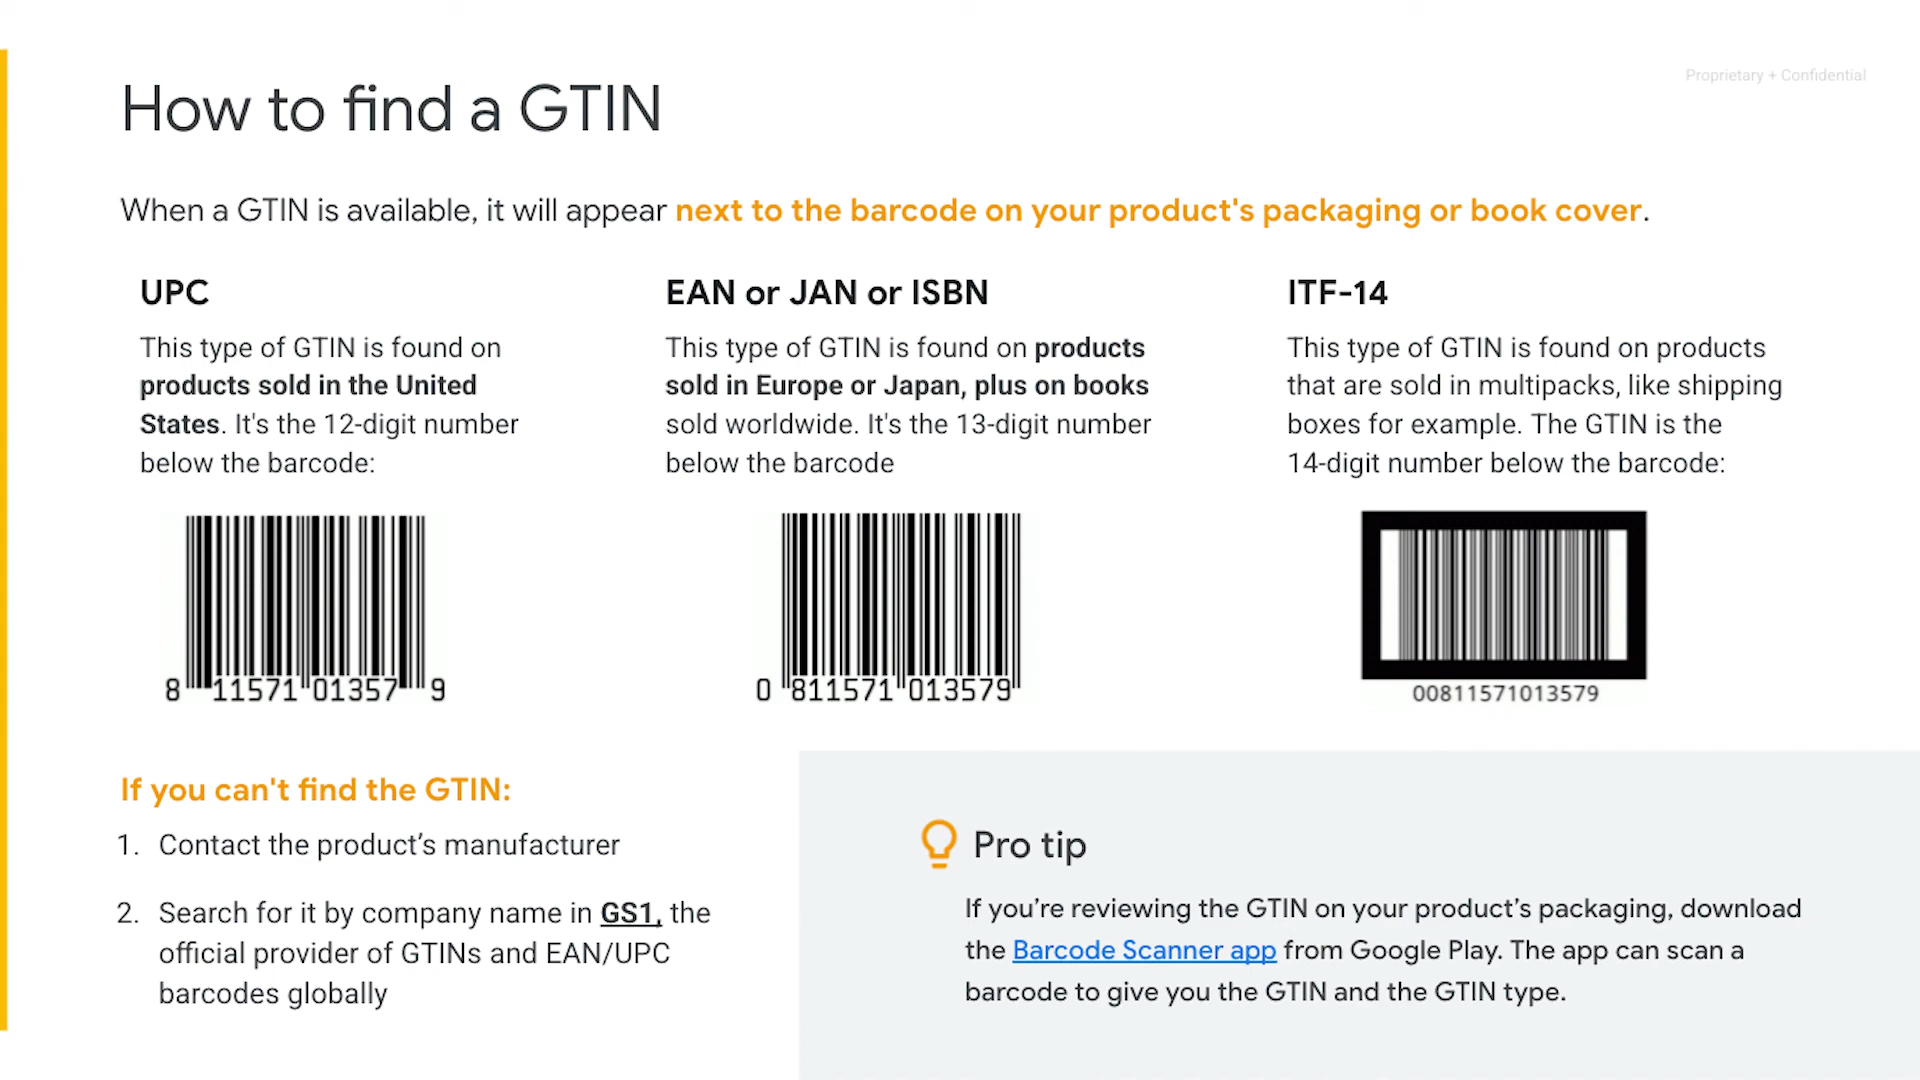 Proprietary + Confidential
How to find a GTIN
When a GTIN is available, it will appear next to the barcode on your product's packaging or book cover.
UPC
This type of GTIN is found on
products sold in the United
States. It's the 12-digit number
below the barcode:
8 11571 01357 9
EAN or JAN or ISBN
This type of GTIN is found on products
sold in Europe or Japan, plus on books
sold worldwide. It's the 13-digit number
below the barcode
0 811571 013579
ITF-14
This type of GTIN is found on products
that are sold in multipacks, like shipping
boxes for example. The GTIN is the
14-digit number below the barcode:
00811571013579
If you can't find the GTIN:
1. Contact the product’s manufacturer
2. Search for it by company name in GS1, the
official provider of GTINs and EAN/UPC
barcodes globally
Pro tip
If you’re reviewing the GTIN on your product’s packaging, download
the Barcode Scanner app from Google Play. The app can scan a
barcode to give you the GTIN and the GTIN type.